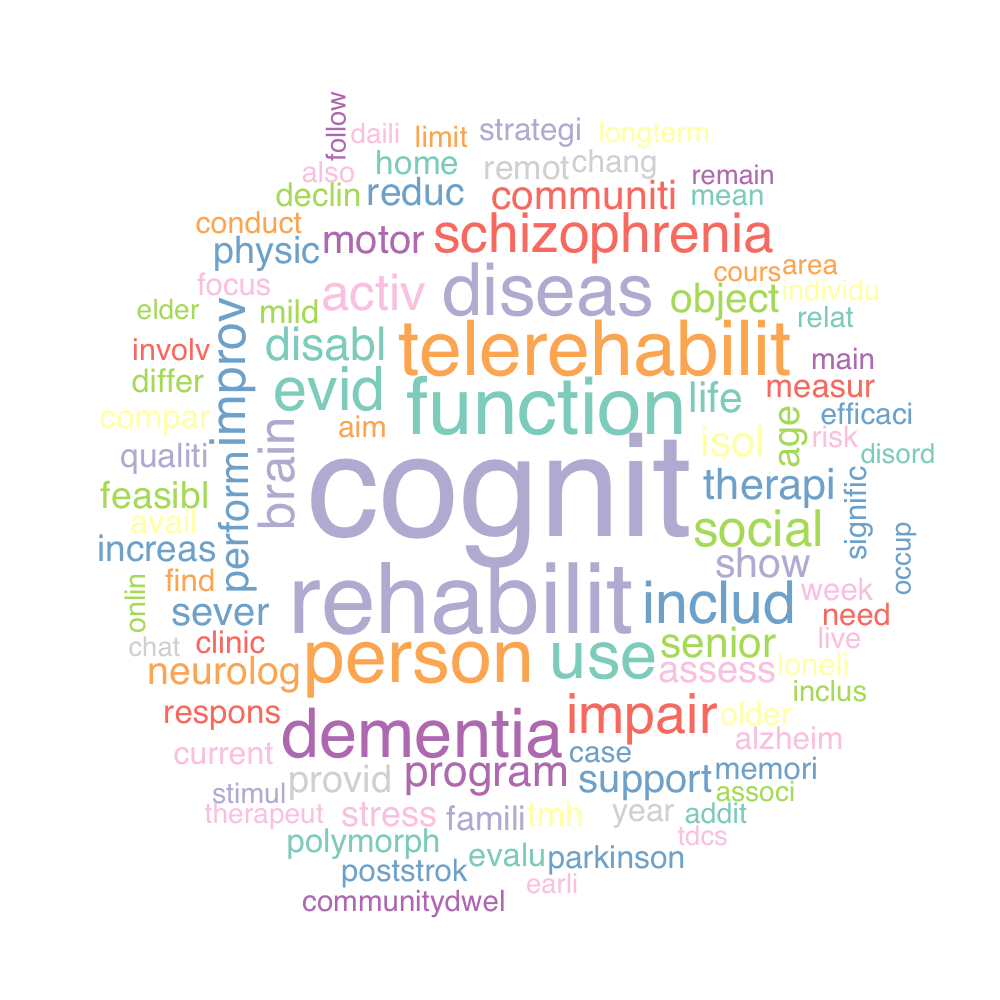 follow
daili
limit
strategi
longterm
also
home
remot
chang
remain
declin
reduc
communiti
mean
conduct
physic
motor
schizophrenia
cours
area
focus
activ
diseas
object
individu
elder
mild
relat
involv
improv
disabl
telerehabilit
main
differ
evid
function
life
measur
compar
aim
isol
age
risk
efficaci
qualiti
brain
cognit
therapi
disord
feasibl
perform
signific
avail
social
occup
increas
show
onlin
find
rehabilit
includ
week
sever
need
chat
clinic
person
use
senior
live
neurolog
assess
loneli
inclus
respons
dementia
impair
older
current
case
alzheim
provid
program
support
memori
stimul
associ
therapeut
stress
famili
tmh
year
addit
polymorph
evalu
parkinson
tdcs
poststrok
earli
communitydwel